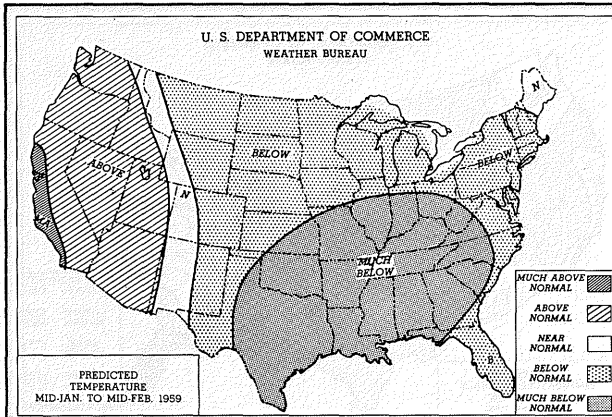 U. S. DEPARTMENT OF COMMERCE
WEATHER BUREAU
N
N
BELOW
BELOW
ABOVE
N
MUCH
BELOW
B
MUCH ABOVE
NORMAL
ABOVE
NORMAL
NEAR
NORMAL
BELOW
NORMAL
MUCH BELOW
NORMAL
PREDICTED
TEMPERATURE
MID-JAN. TO MID-FEB. 1959